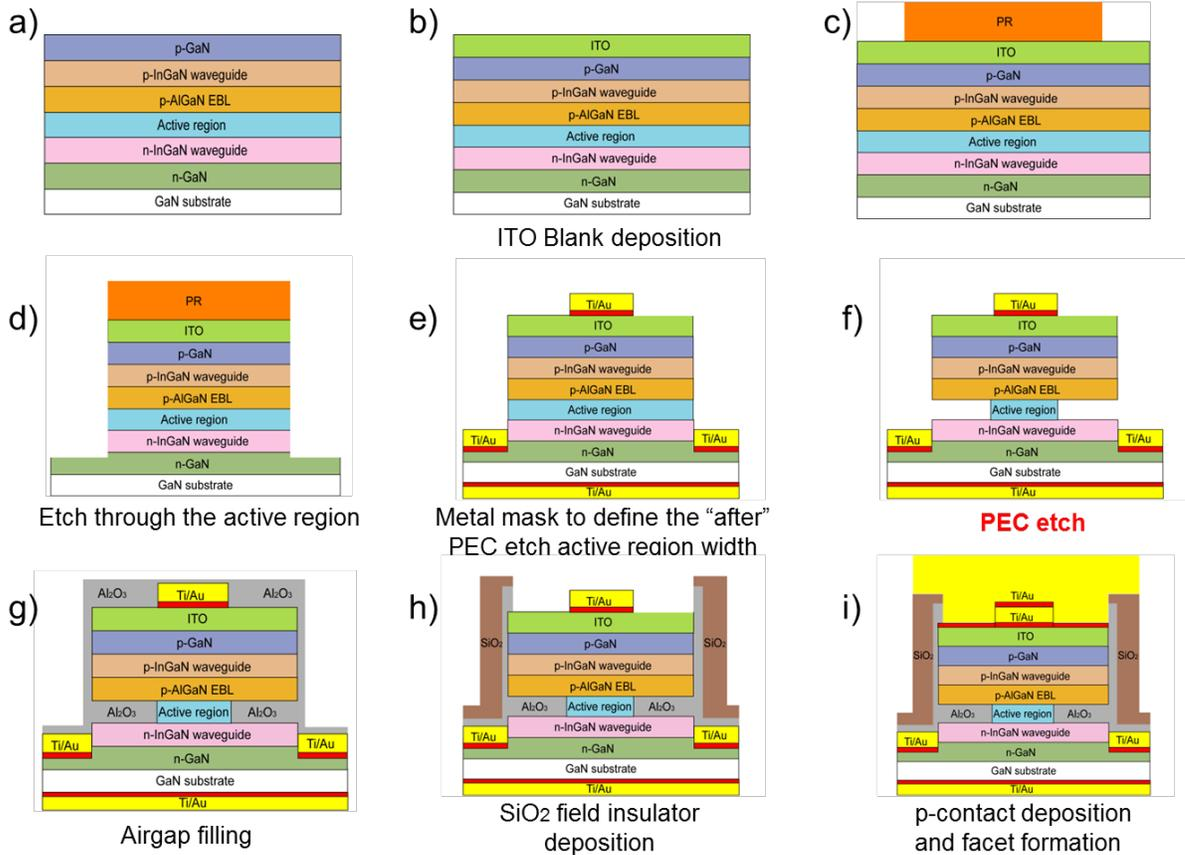 a)
p-GaN
p-InGaN waveguide
p-AlGaN EBL
Active region
n-InGaN waveguide
n-GaN
GaN substrate
b)
ITO
p-GaN
p-InGaN waveguide
p-AlGaN EBL
Active region
n-InGaN waveguide
n-GaN
GaN substrate
ITO Blank deposition
c)
PR
ITO
p-GaN
p-InGaN waveguide
p-AlGaN EBL
Active region
n-InGaN waveguide
n-GaN
GaN substrate
d)
PR
ITO
p-GaN
p-InGaN waveguide
p-AlGaN EBL
Active region
n-InGaN waveguide
n-GaN
GaN substrate
Etch through the active region
e)
Ti/Au
ITO
p-GaN
p-InGaN waveguide
p-AlGaN EBL
Active region
n-InGaN waveguide
Ti/Au Ti/Au
n-GaN
GaN substrate
Ti/Au
Metal mask to define the “after”
PEC etch active region width
f)
Ti/Au
ITO
p-GaN
p-InGaN waveguide
p-AlGaN EBL
Active region
n-InGaN waveguide
Ti/Au Ti/Au
n-GaN
GaN substrate
Ti/Au
PEC etch
g)
Al2O3 Ti/Au Al2O3
ITO
p-GaN
p-InGaN waveguide
p-AlGaN EBL
Al2O3 Active region Al2O3
n-InGaN waveguide
Ti/Au Ti/Au
n-GaN
GaN substrate
Ti/Au
Airgap filling
h)
Ti/Au
ITO
SiO2 p-GaN SiO2
p-InGaN waveguide
p-AlGaN EBL
Al2O3 Active region Al2O3
n-InGaN waveguide
Ti/Au Ti/Au
n-GaN
GaN substrate
Ti/Au
SiO2 field insulator
deposition
i)
Ti/Au
Ti/Au
ITO
SiO2 p-GaN SiO2
p-InGaN waveguide
p-AlGaN EBL
Al2O3 Active region Al2O3
n-InGaN waveguide
Ti/Au Ti/Au
n-GaN
GaN substrate
Ti/Au
p-contact deposition
and facet formation